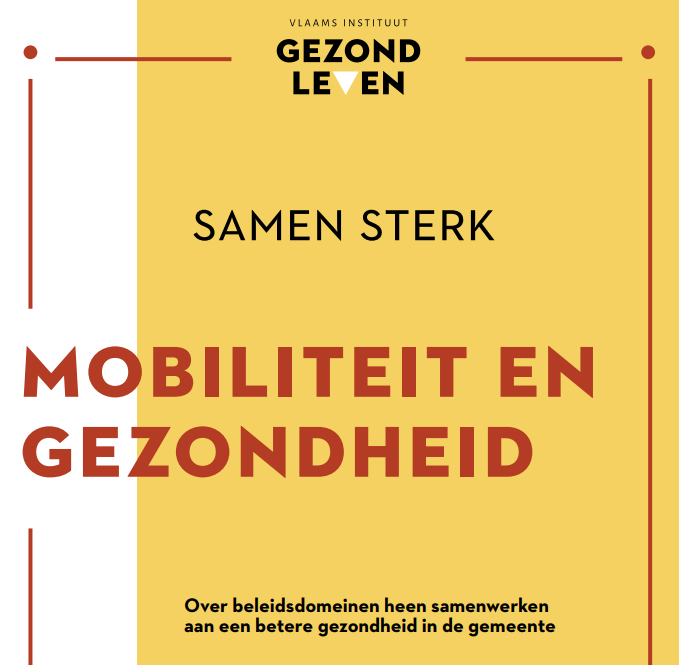 VLAAMS INSTITUUT
GEZOND
LEVEN
SAMEN STERK
MOBILITEIT EN
GEZONDHEID
Over beleidsdomeinen heen samenwerken
aan een betere gezondheid in de gemeente